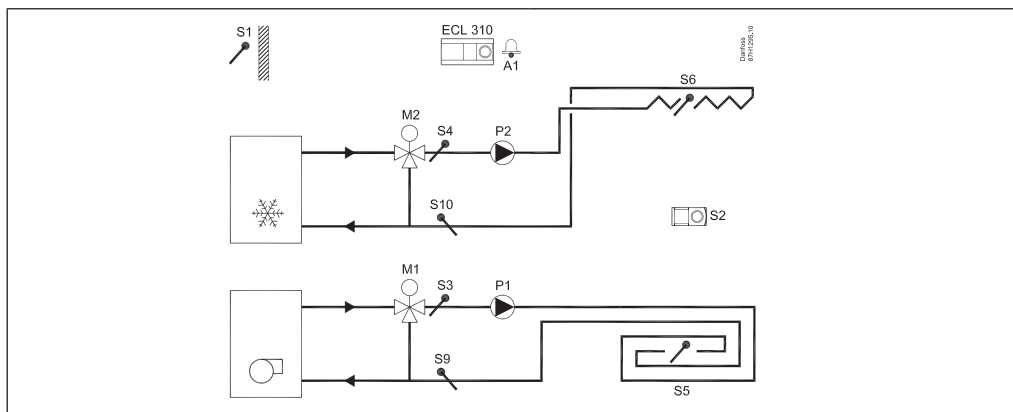 S1
ECL 310
A1
Danfoss
87H1295.10
S6
M2
S4
P2
S10
S2
M1
S3
P1
S9
S5